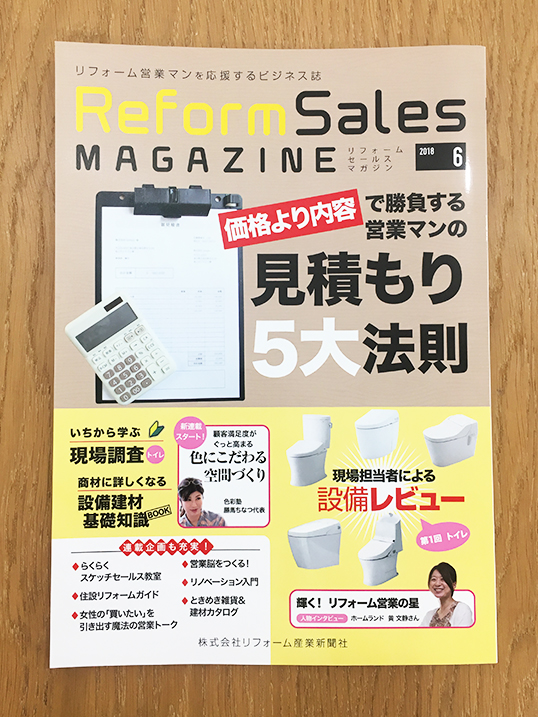 リフォーム営業マンを応援するビジネス誌
Reform Sales
MAGAZINE
リフォーム
セールス
マガジン
2018 6
価格より内容で勝負する
営業マンの
見積もり
5大法則
いちから学ぶ
現場調査 トイレ
商材に詳しくなる
設備建材
基礎知識BOOK
新連載
スタート!
顧客満足度が
ぐっと高まる
色にこだわる
空間づくり
色彩塾
勝馬ちなつ代表
現場担当者による
設備レビュー
第1回 トイレ
連載企画も充実!
◆らくらく
スケッチセールス教室
◆住設リフォームガイド
◆女性の「買いたい」を
引き出す魔法の営業トーク
◆営業脳をつくる!
◆リノベーション入門
◆ときめき雑貨&
建材カタログ
輝く! リフォーム営業の星
人物インタビュー ホームランド 黄 文静さん
株式会社リフォーム産業新聞社